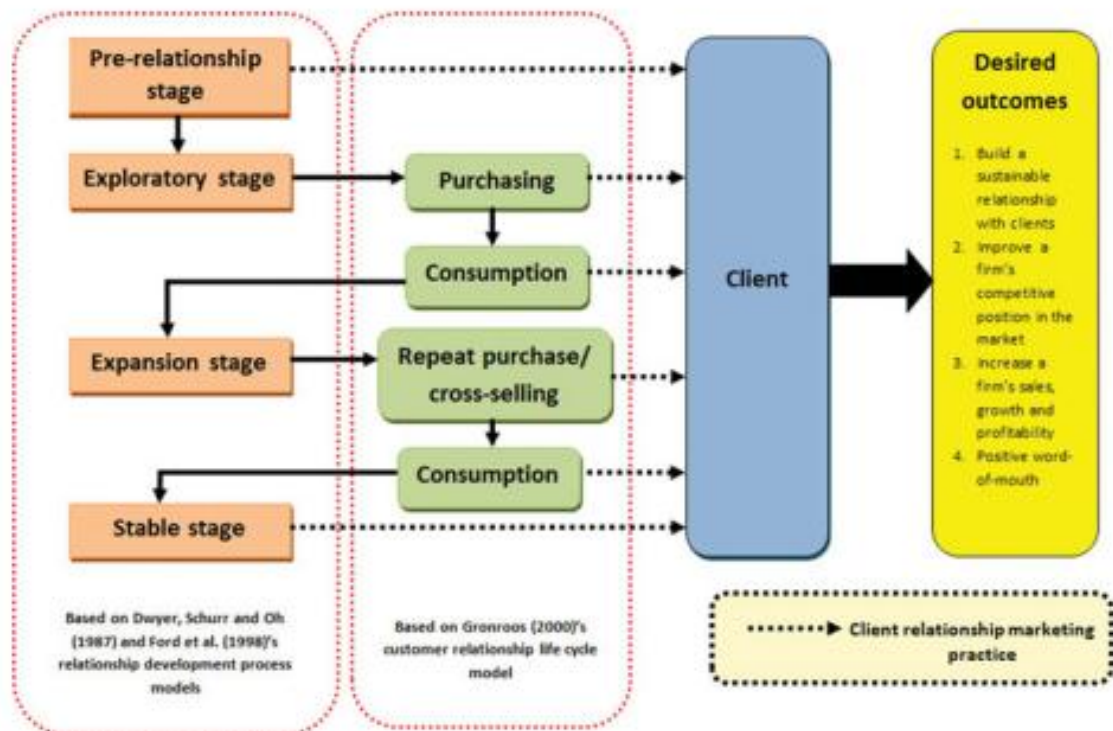 Pre-relationship
stage
Exploratory stage
Expansion stage
Stable stage
Based on Dwyer, Schurr and Oh
(1987) and Ford et al. (1998)'s
relationship development process
models
Purchasing
Consumption
Repeat purchase/
cross-selling
Consumption
Based on Gronroos (2000)'s
customer relationship life cycle
model
Client
Desired
outcomes
1. Build a
sustainable
relationship
with clients
2. Improve a
firm's
competitive
position in the
market
3. Increase a
firm's sales,
growth and
profitability
4. Positive word-
of-mouth
Client relationship marketing
practice